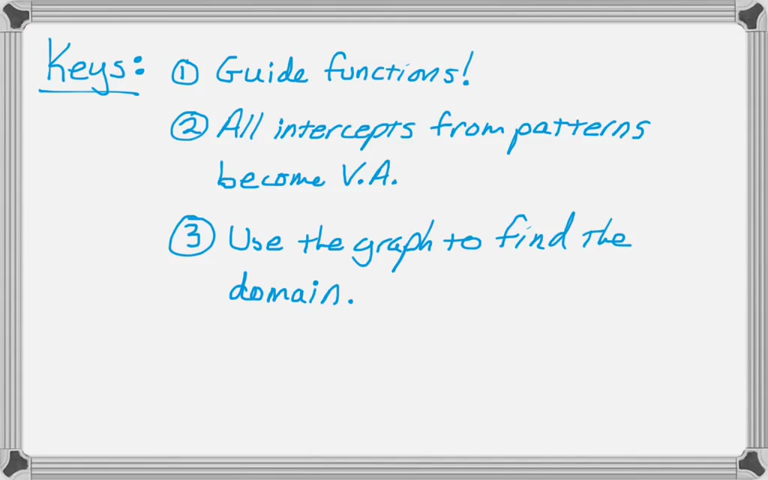 Keys: ① Guide functions!
② All intercepts from patterns
become V.A.
③ Use the graph to find the
domain.